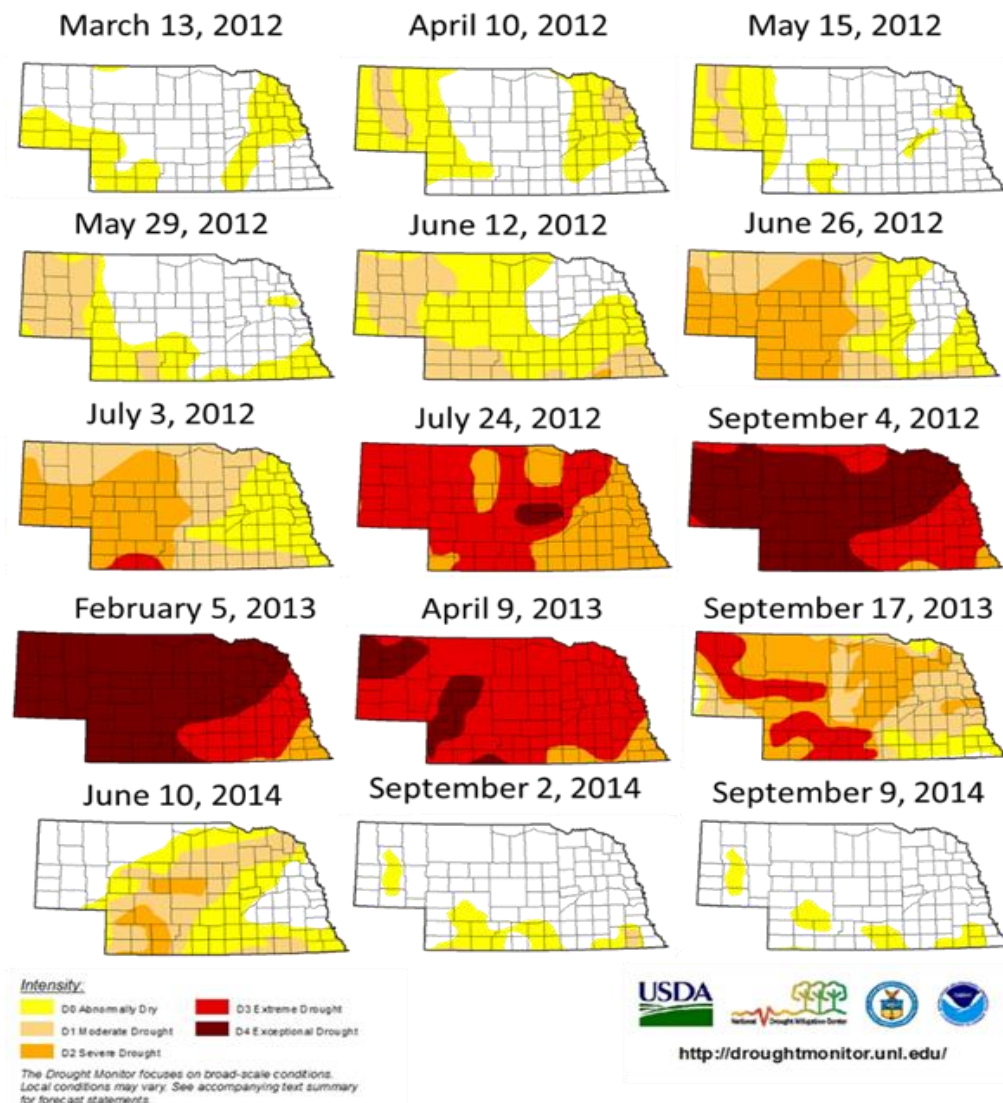 March 13, 2012
April 10, 2012
May 15, 2012
May 29, 2012
June 12, 2012
June 26, 2012
July 3, 2012
July 24, 2012
September 4, 2012
February 5, 2013
April 9, 2013
September 17, 2013
June 10, 2014
September 2, 2014
September 9, 2014
Intensity:
D0 Abnormally Dry
D3 Extreme Drought
D1 Moderate Drought
D4 Exceptional Drought
D2 Severe Drought
The Drought Monitor focuses on broad-scale conditions.
Local conditions may vary. See accompanying text summary
for forecast statements.
USDA
National Drought Mitigation Center
http://droughtmonitor.unl.edu/